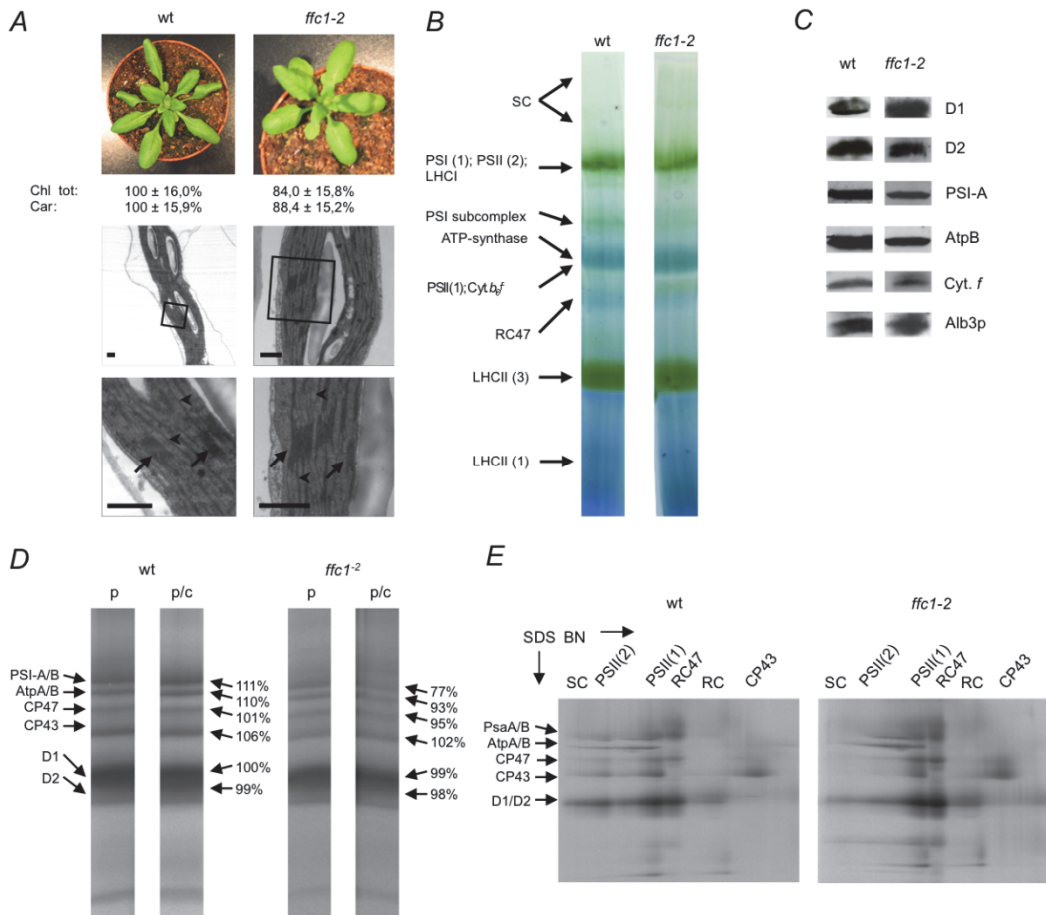 A
wt
ffc1-2
Chl tot: 100 ± 16,0% 84,0 ± 15,8%
Car: 100 ± 15,9% 88,4 ± 15,2%
B
wt
ffc1-2
SC
PSI (1); PSII (2);
LHCI
PSI subcomplex
ATP-synthase
PSII(1);Cyt b6f
RC47
LHCII (3)
LHCII (1)
C
wt
ffc1-2
D1
D2
PSI-A
AtpB
Cyt. f
Alb3p
D
wt
ffc1-2
p
p/c
p
p/c
PSI-A/B
AtpA/B
CP47
CP43
D1
D2
111%
110%
101%
106%
100%
99%
77%
93%
95%
102%
99%
98%
E
wt
ffc1-2
SDS BN
SC PSII(2) PSII(1) RC47 RC CP43
SC PSII(2) PSII(1) RC47 RC CP43
PsaA/B
AtpA/B
CP47
CP43
D1/D2